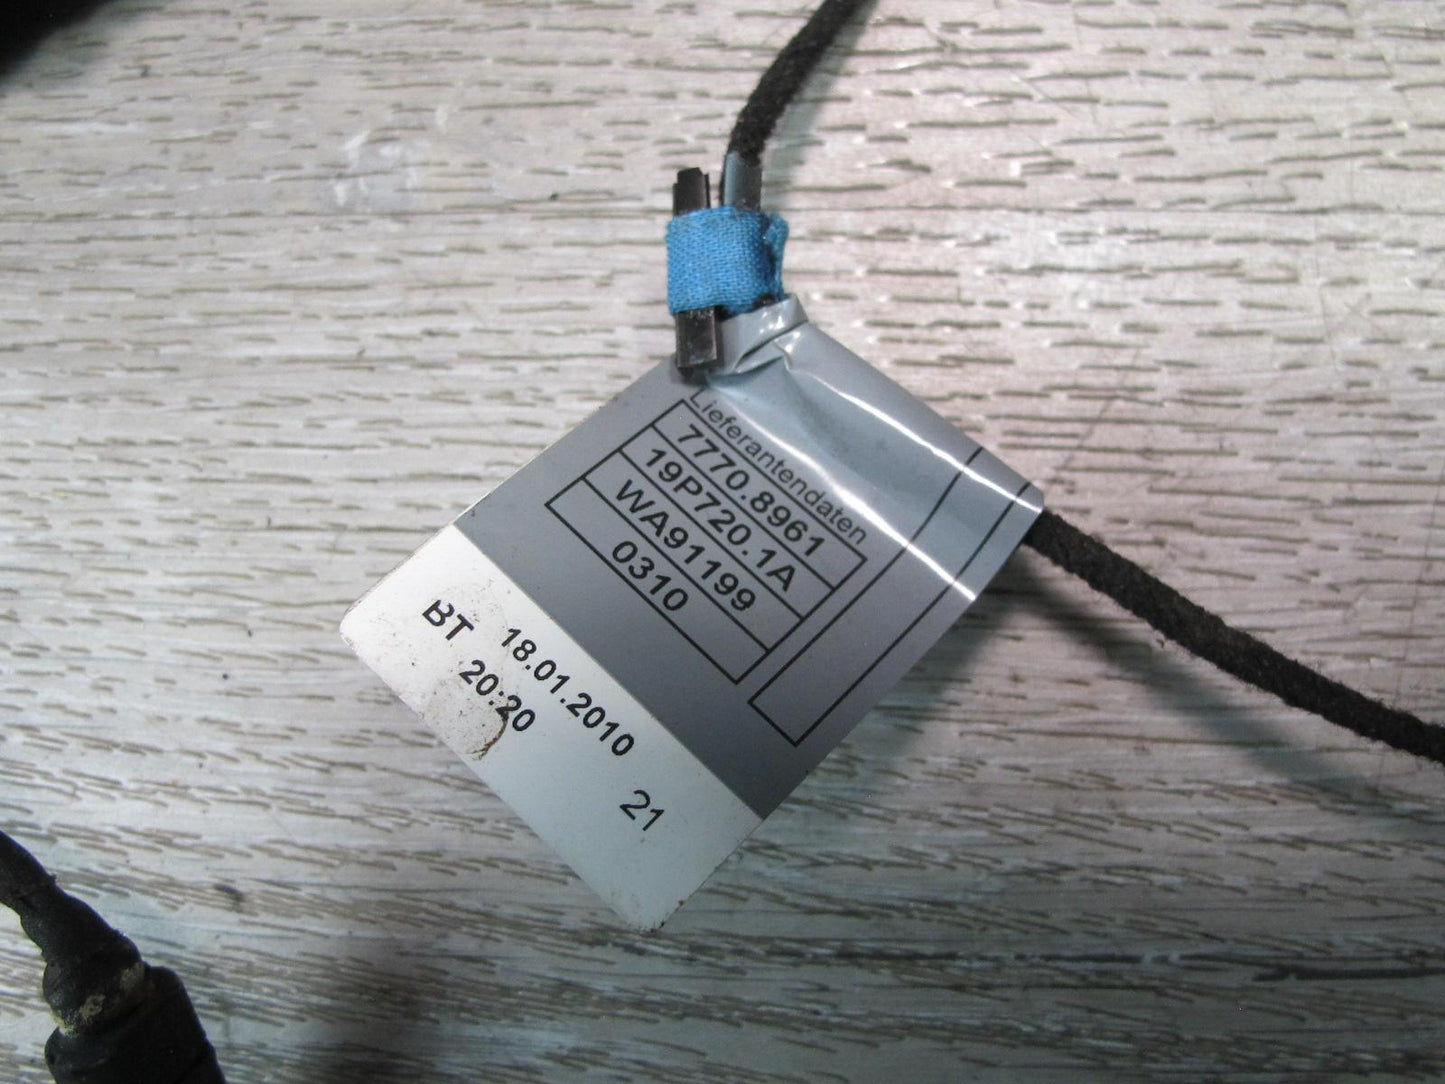 Lieferantendaten
7770.8961
19P720.1A
WA91199
0310
BT 18.01.2010
20:20
21